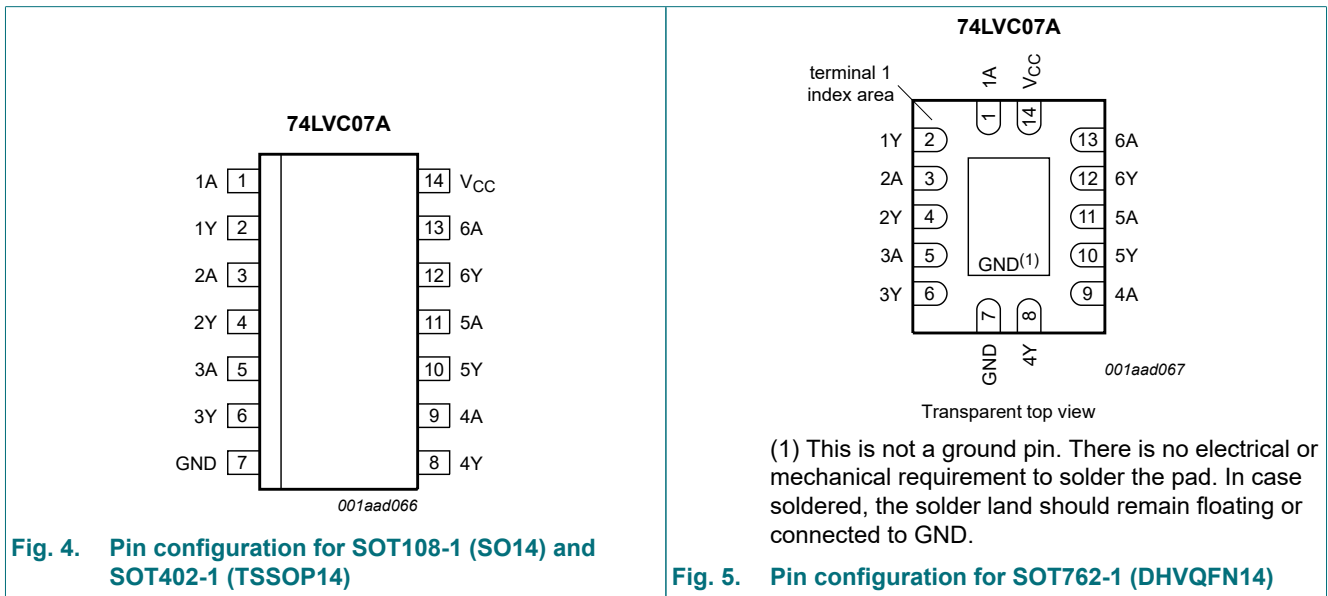 74LVC07A
1A 1
14 VCC
1Y 2
13 6A
2A 3
12 6Y
2Y 4
11 5A
3A 5
10 5Y
3Y 6
9 4A
GND 7
8 4Y
001aad066
Fig. 4. Pin configuration for SOT108-1 (SO14) and
SOT402-1 (TSSOP14)
74LVC07A
terminal 1
index area
1A
VCC
1
14
1Y 2
13 6A
2A 3
12 6Y
2Y 4
11 5A
3A 5
10 5Y
GND(1)
3Y 6
9 4A
7
8
GND
4Y
001aad067
Transparent top view
(1) This is not a ground pin. There is no electrical or
mechanical requirement to solder the pad. In case
soldered, the solder land should remain floating or
connected to GND.
Fig. 5. Pin configuration for SOT762-1 (DHVQFN14)